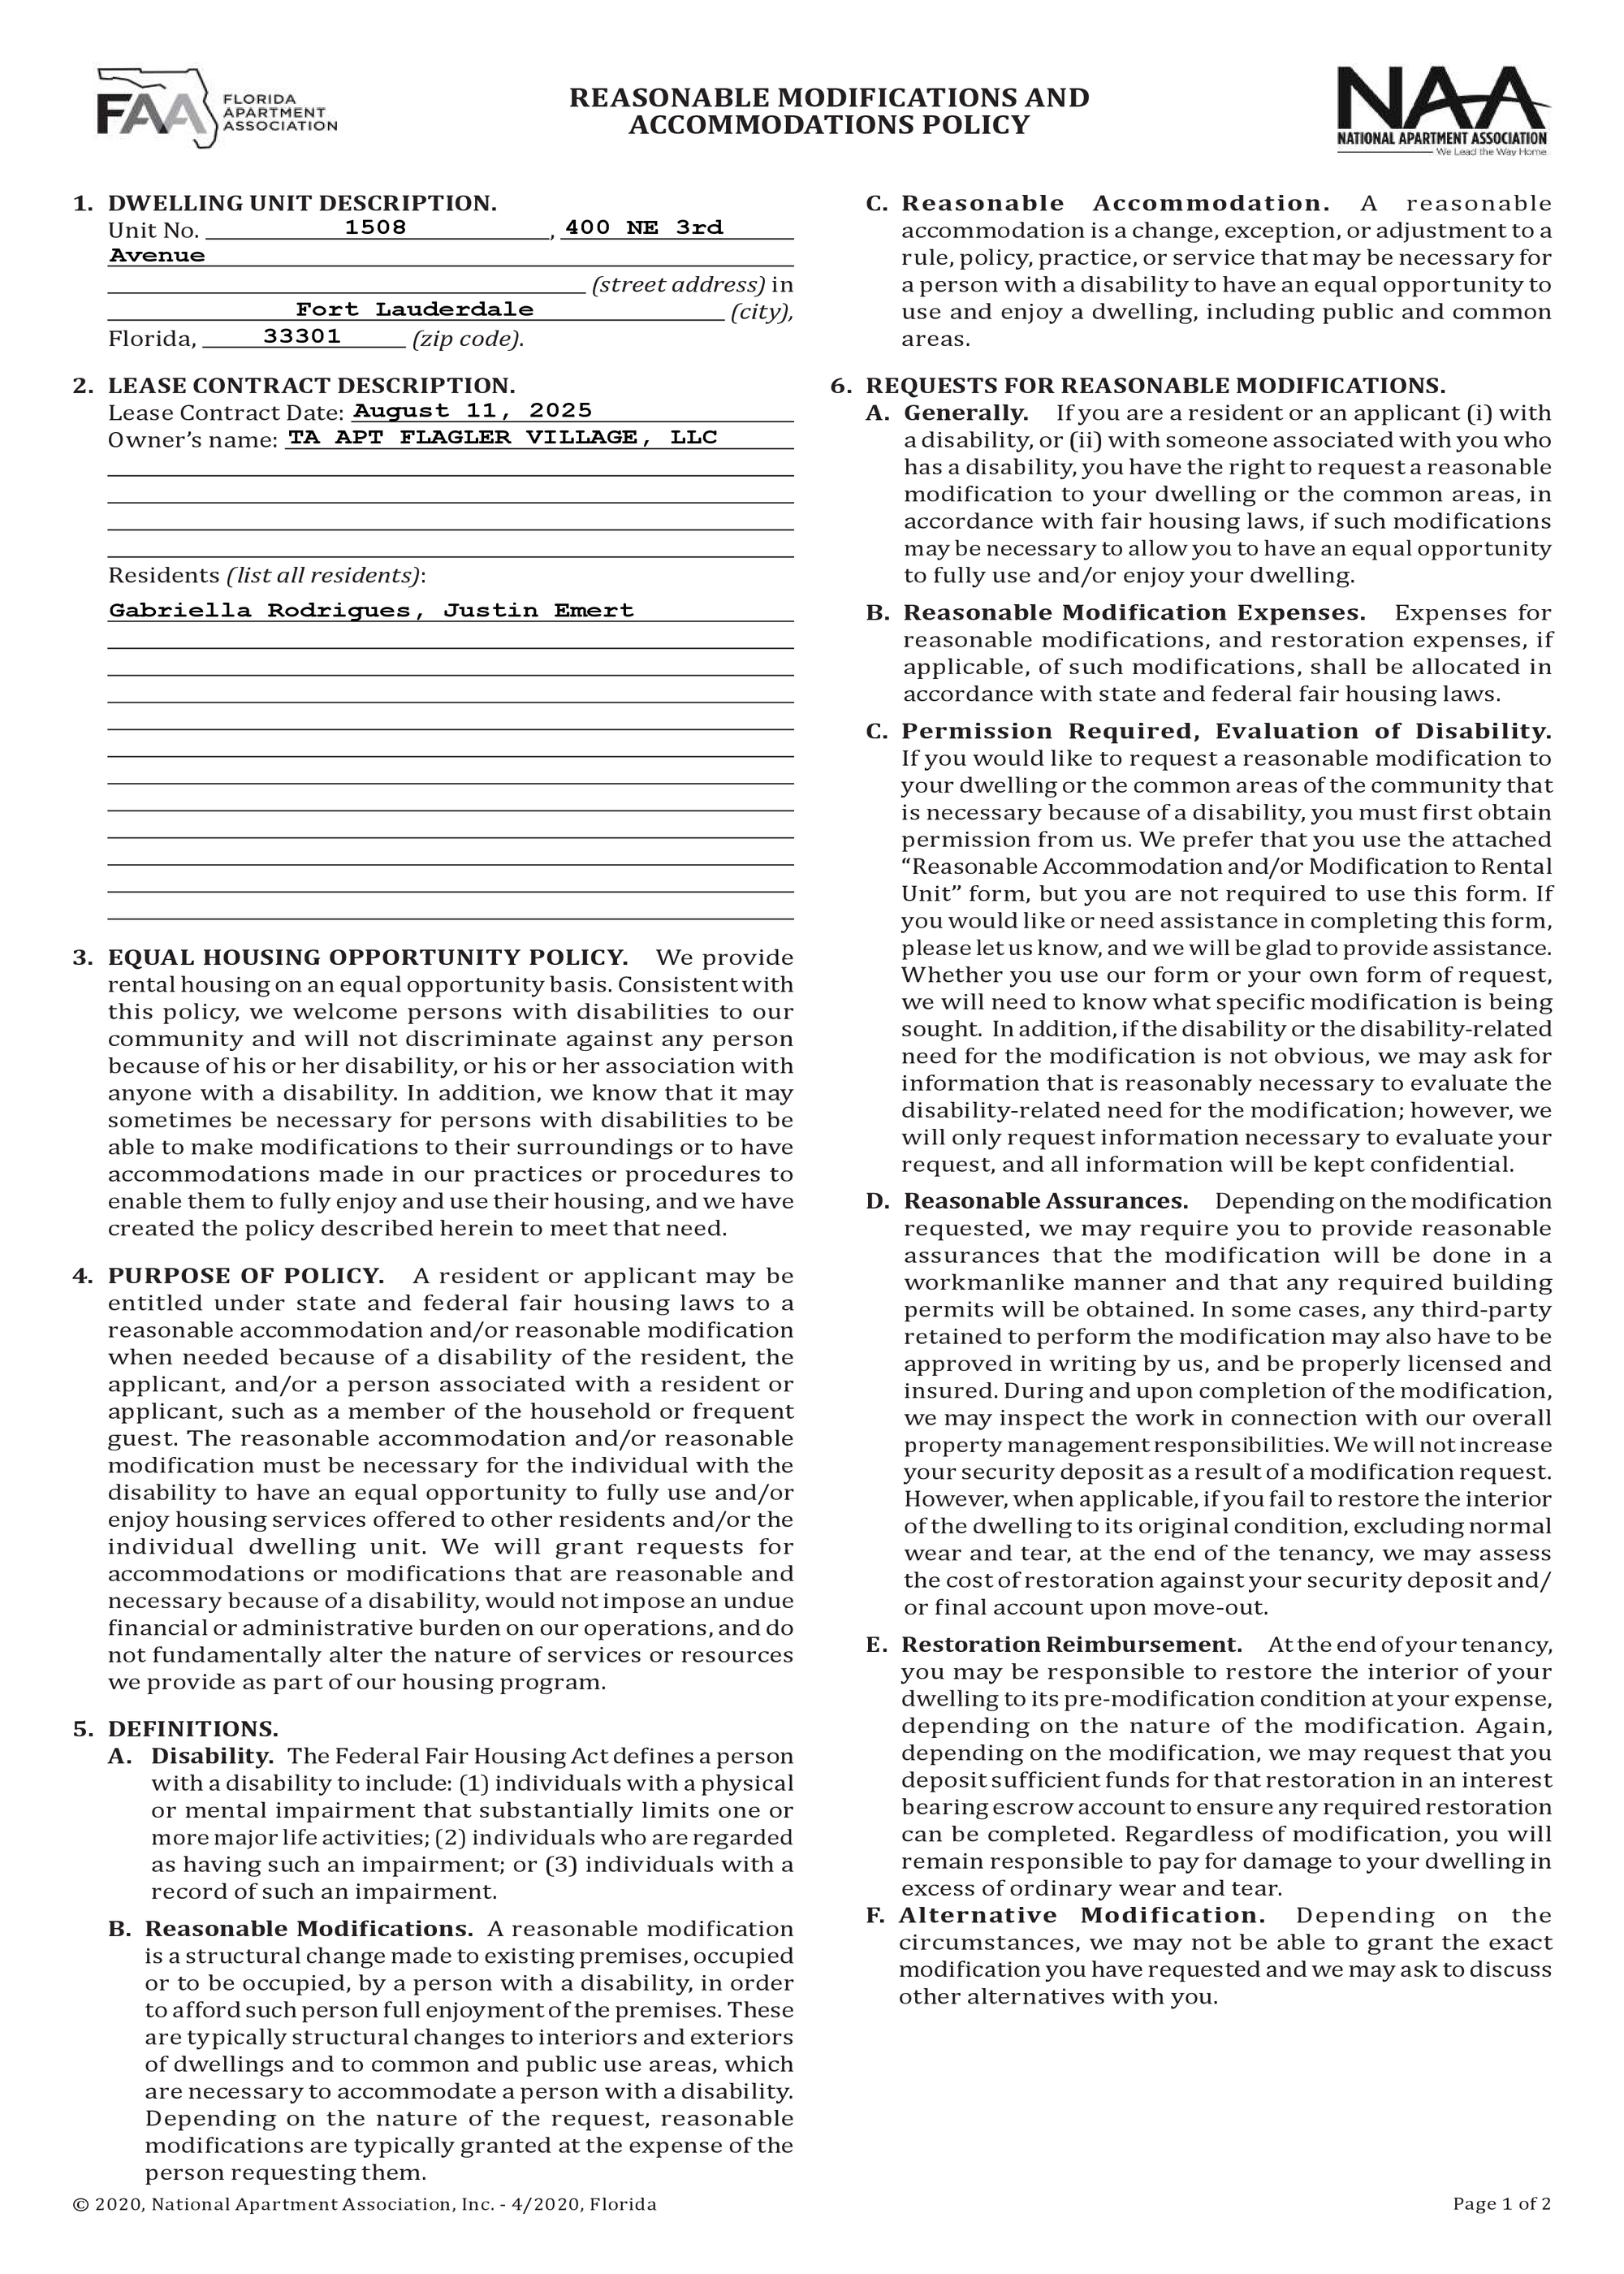 FAA FLORIDA
APARTMENT
ASSOCIATION
REASONABLE MODIFICATIONS AND
ACCOMMODATIONS POLICY
NAA
NATIONAL APARTMENT ASSOCIATION
We Lead the Way Home
1. DWELLING UNIT DESCRIPTION.
Unit No. 1508, 400 NE 3rd
Avenue
(street address) in
Fort Lauderdale (city),
Florida, 33301 (zip code).
2. LEASE CONTRACT DESCRIPTION.
Lease Contract Date: August 11, 2025
Owner's name: TA APT FLAGLER VILLAGE, LLC
Residents (list all residents):
Gabriella Rodrigues, Justin Emert
3. EQUAL HOUSING OPPORTUNITY POLICY. We provide
rental housing on an equal opportunity basis. Consistent with
this policy, we welcome persons with disabilities to our
community and will not discriminate against any person
because of his or her disability, or his or her association with
anyone with a disability. In addition, we know that it may
sometimes be necessary for persons with disabilities to be
able to make modifications to their surroundings or to have
accommodations made in our practices or procedures to
enable them to fully enjoy and use their housing, and we have
created the policy described herein to meet that need.
4. PURPOSE OF POLICY. A resident or applicant may be
entitled under state and federal fair housing laws to a
reasonable accommodation and/or reasonable modification
when needed because of a disability of the resident, the
applicant, and/or a person associated with a resident or
applicant, such as a member of the household or frequent
guest. The reasonable accommodation and/or reasonable
modification must be necessary for the individual with the
disability to have an equal opportunity to fully use and/or
enjoy housing services offered to other residents and/or the
individual dwelling unit. We will grant requests for
accommodations or modifications that are reasonable and
necessary because of a disability, would not impose an undue
financial or administrative burden on our operations, and do
not fundamentally alter the nature of services or resources
we provide as part of our housing program.
5. DEFINITIONS.
A. Disability. The Federal Fair Housing Act defines a person
with a disability to include: (1) individuals with a physical
or mental impairment that substantially limits one or
more major life activities; (2) individuals who are regarded
as having such an impairment; or (3) individuals with a
record of such an impairment.
B. Reasonable Modifications. A reasonable modification
is a structural change made to existing premises, occupied
or to be occupied, by a person with a disability, in order
to afford such person full enjoyment of the premises. These
are typically structural changes to interiors and exteriors
of dwellings and to common and public use areas, which
are necessary to accommodate a person with a disability.
Depending on the nature of the request, reasonable
modifications are typically granted at the expense of the
person requesting them.
C. Reasonable Accommodation. A reasonable
accommodation is a change, exception, or adjustment to a
rule, policy, practice, or service that may be necessary for
a person with a disability to have an equal opportunity to
use and enjoy a dwelling, including public and common
areas.
6. REQUESTS FOR REASONABLE MODIFICATIONS.
A. Generally. If you are a resident or an applicant (i) with
a disability, or (ii) with someone associated with you who
has a disability, you have the right to request a reasonable
modification to your dwelling or the common areas, in
accordance with fair housing laws, if such modifications
may be necessary to allow you to have an equal opportunity
to fully use and/or enjoy your dwelling.
B. Reasonable Modification Expenses. Expenses for
reasonable modifications, and restoration expenses, if
applicable, of such modifications, shall be allocated in
accordance with state and federal fair housing laws.
C. Permission Required, Evaluation of Disability.
If you would like to request a reasonable modification to
your dwelling or the common areas of the community that
is necessary because of a disability, you must first obtain
permission from us. We prefer that you use the attached
“Reasonable Accommodation and/or Modification to Rental
Unit” form, but you are not required to use this form. If
you would like or need assistance in completing this form,
please let us know, and we will be glad to provide assistance.
Whether you use our form or your own form of request,
we will need to know what specific modification is being
sought. In addition, if the disability or the disability-related
need for the modification is not obvious, we may ask for
information that is reasonably necessary to evaluate the
disability-related need for the modification; however, we
will only request information necessary to evaluate your
request, and all information will be kept confidential.
D. Reasonable Assurances. Depending on the modification
requested, we may require you to provide reasonable
assurances that the modification will be done in a
workmanlike manner and that any required building
permits will be obtained. In some cases, any third-party
retained to perform the modification may also have to be
approved in writing by us, and be properly licensed and
insured. During and upon completion of the modification,
we may inspect the work in connection with our overall
property management responsibilities. We will not increase
your security deposit as a result of a modification request.
However, when applicable, if you fail to restore the interior
of the dwelling to its original condition, excluding normal
wear and tear, at the end of the tenancy, we may assess
the cost of restoration against your security deposit and/
or final account upon move-out.
E. Restoration Reimbursement. At the end of your tenancy,
you may be responsible to restore the interior of your
dwelling to its pre-modification condition at your expense,
depending on the nature of the modification. Again,
depending on the modification, we may request that you
deposit sufficient funds for that restoration in an interest
bearing escrow account to ensure any required restoration
can be completed. Regardless of modification, you will
remain responsible to pay for damage to your dwelling in
excess of ordinary wear and tear.
F. Alternative Modification. Depending on the
circumstances, we may not be able to grant the exact
modification you have requested and we may ask to discuss
other alternatives with you.
© 2020, National Apartment Association, Inc. - 4/2020, Florida
Page 1 of 2